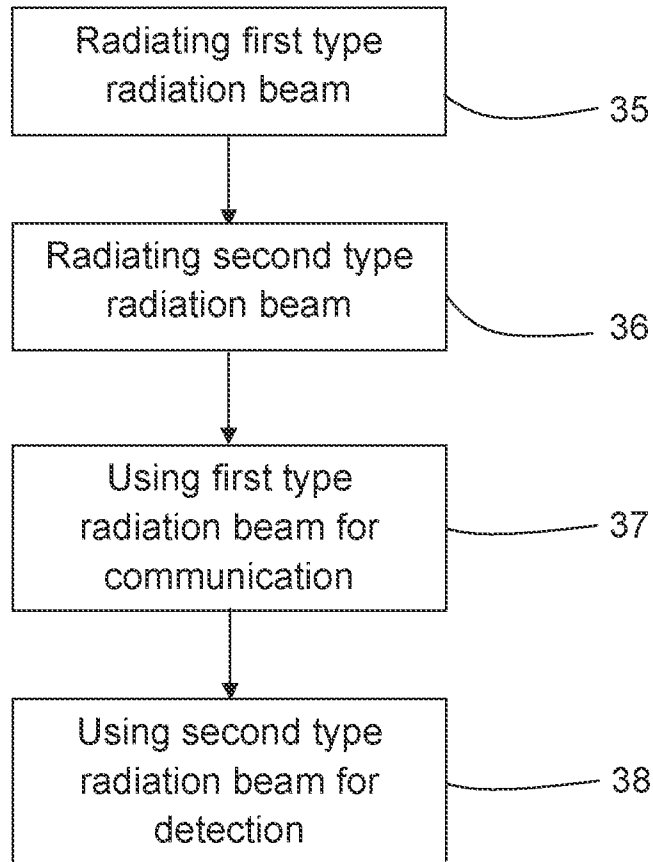 Radiating first type
radiation beam
35
Radiating second type
radiation beam
36
Using first type
radiation beam for
communication
37
Using second type
radiation beam for
detection
38